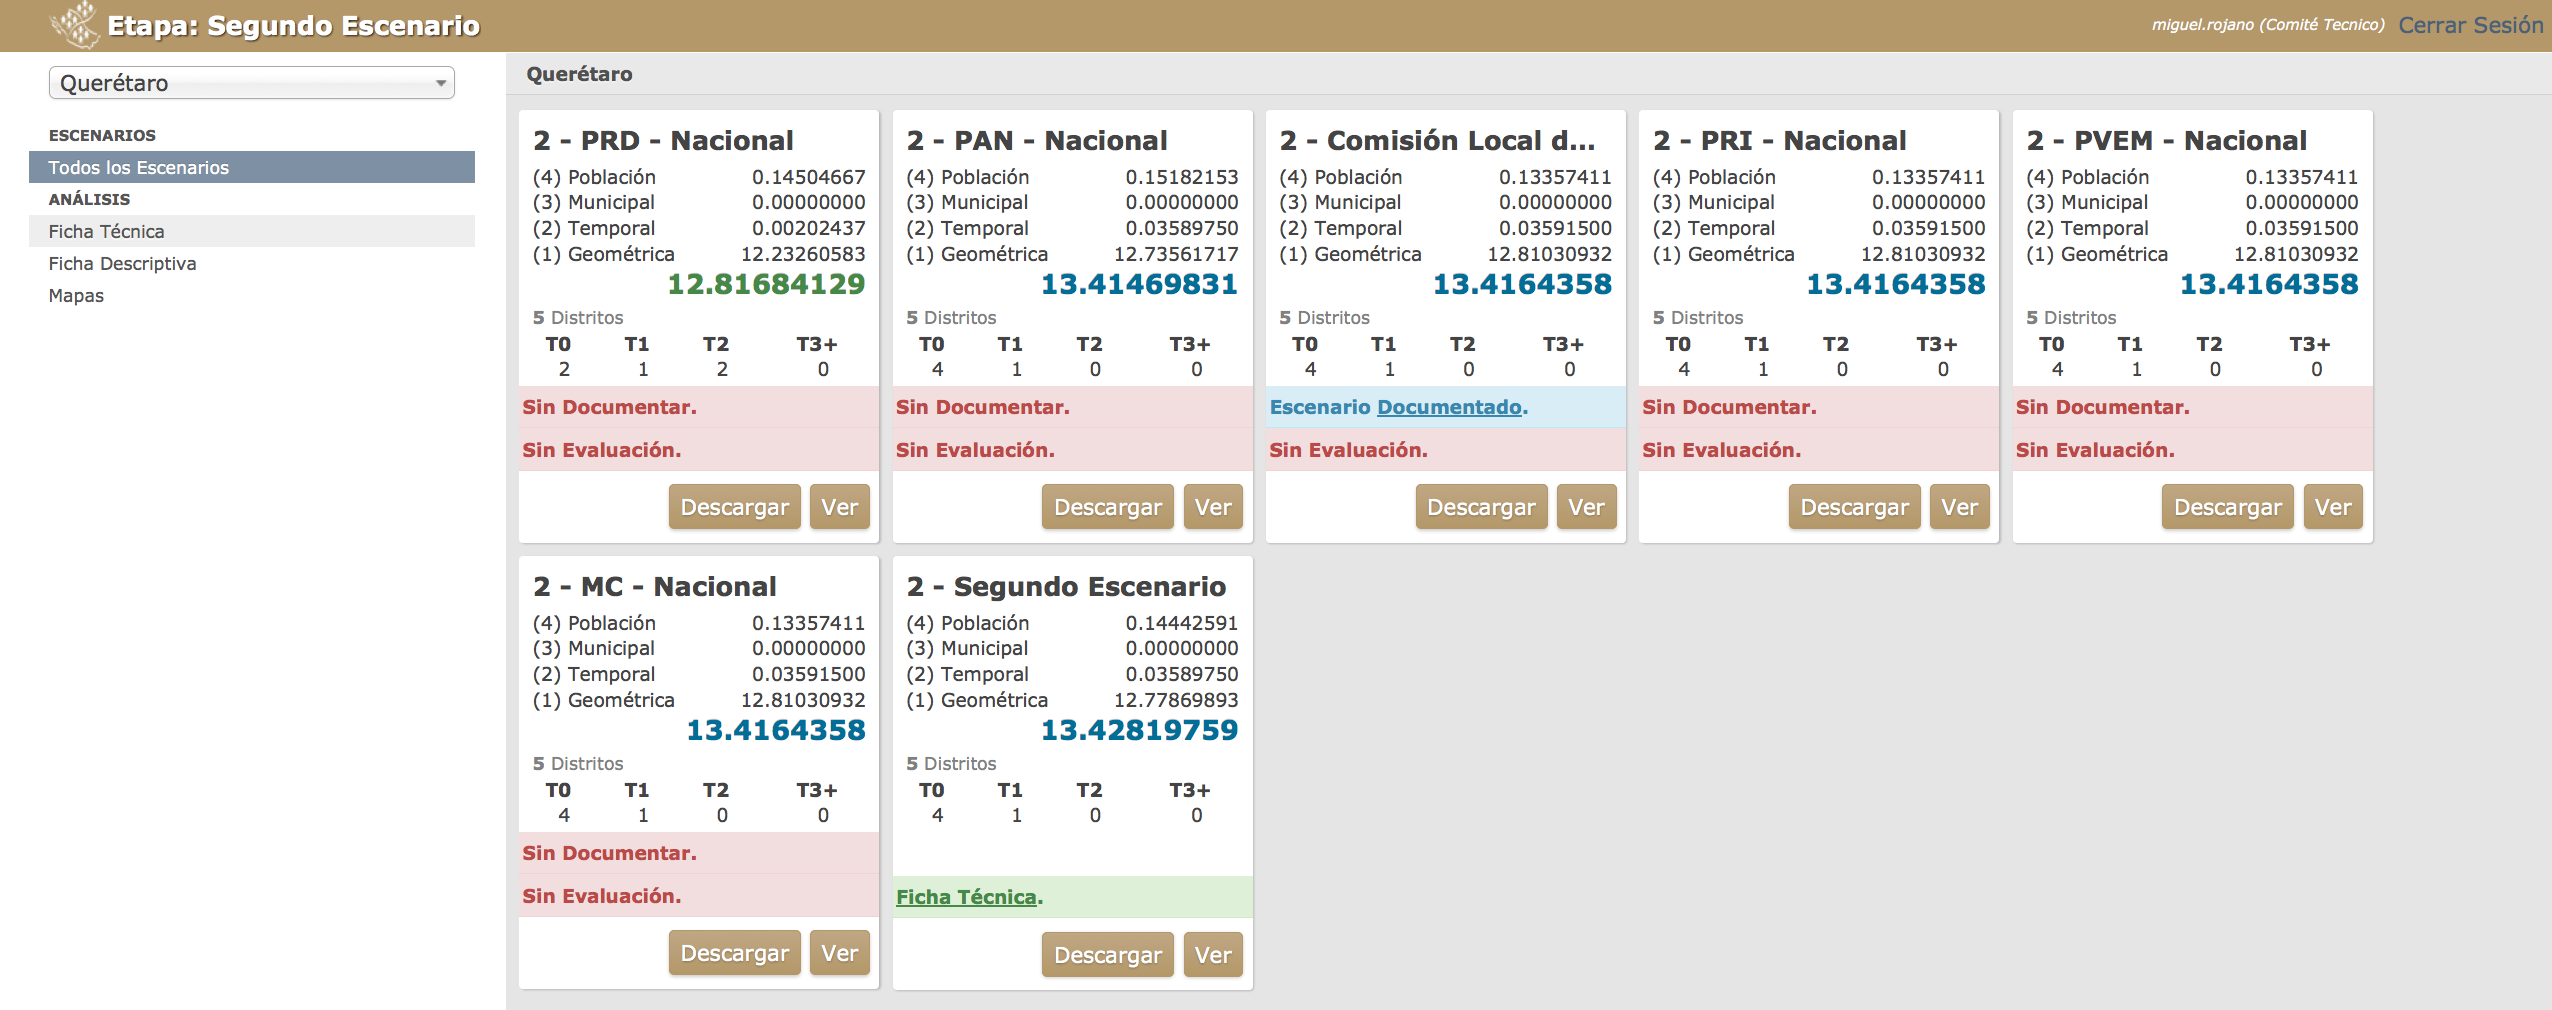 Etapa: Segundo Escenario
miguel.rojano (Comité Tecnico) Cerrar Sesión
Querétaro
ESCENARIOS
Todos los Escenarios
ANÁLISIS
Ficha Técnica
Ficha Descriptiva
Mapas
Querétaro
2 - PRD - Nacional
(4) Población 0.14504667
(3) Municipal 0.00000000
(2) Temporal 0.00202437
(1) Geométrica 12.23260583
12.81684129
5 Distritos
T0 T1 T2 T3+
2 1 2 0
Sin Documentar.
Sin Evaluación.
Descargar Ver
2 - PAN - Nacional
(4) Población 0.15182153
(3) Municipal 0.00000000
(2) Temporal 0.03589750
(1) Geométrica 12.73561717
13.41469831
5 Distritos
T0 T1 T2 T3+
4 1 0 0
Sin Documentar.
Sin Evaluación.
Descargar Ver
2 - Comisión Local d...
(4) Población 0.13357411
(3) Municipal 0.00000000
(2) Temporal 0.03591500
(1) Geométrica 12.81030932
13.4164358
5 Distritos
T0 T1 T2 T3+
4 1 0 0
Escenario Documentado.
Sin Evaluación.
Descargar Ver
2 - PRI - Nacional
(4) Población 0.13357411
(3) Municipal 0.00000000
(2) Temporal 0.03591500
(1) Geométrica 12.81030932
13.4164358
5 Distritos
T0 T1 T2 T3+
4 1 0 0
Sin Documentar.
Sin Evaluación.
Descargar Ver
2 - PVEM - Nacional
(4) Población 0.13357411
(3) Municipal 0.00000000
(2) Temporal 0.03591500
(1) Geométrica 12.81030932
13.4164358
5 Distritos
T0 T1 T2 T3+
4 1 0 0
Sin Documentar.
Sin Evaluación.
Descargar Ver
2 - MC - Nacional
(4) Población 0.13357411
(3) Municipal 0.00000000
(2) Temporal 0.03591500
(1) Geométrica 12.81030932
13.4164358
5 Distritos
T0 T1 T2 T3+
4 1 0 0
Sin Documentar.
Sin Evaluación.
Descargar Ver
2 - Segundo Escenario
(4) Población 0.14442591
(3) Municipal 0.00000000
(2) Temporal 0.03589750
(1) Geométrica 12.77869893
13.42819759
5 Distritos
T0 T1 T2 T3+
4 1 0 0
Ficha Técnica.
Descargar Ver